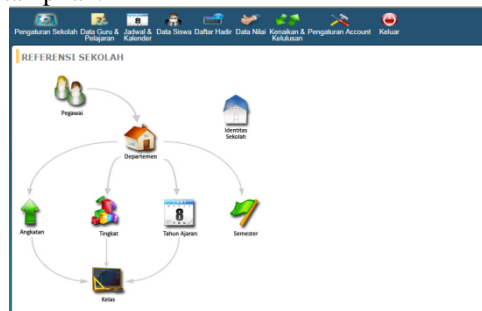 Pengaturan Sekolah Data Guru & Pelajaran Jadwal & Kalender Data Siswa Daftar Hadir Data Nilai Kenaikan & Kelulusan Pengaturan Account Keluar
REFERENSI SEKOLAH
Pegawai
Identitas
Sekolah
Departemen
Angkatan
Tingkat
Tahun Ajaran
Semester
Kelas